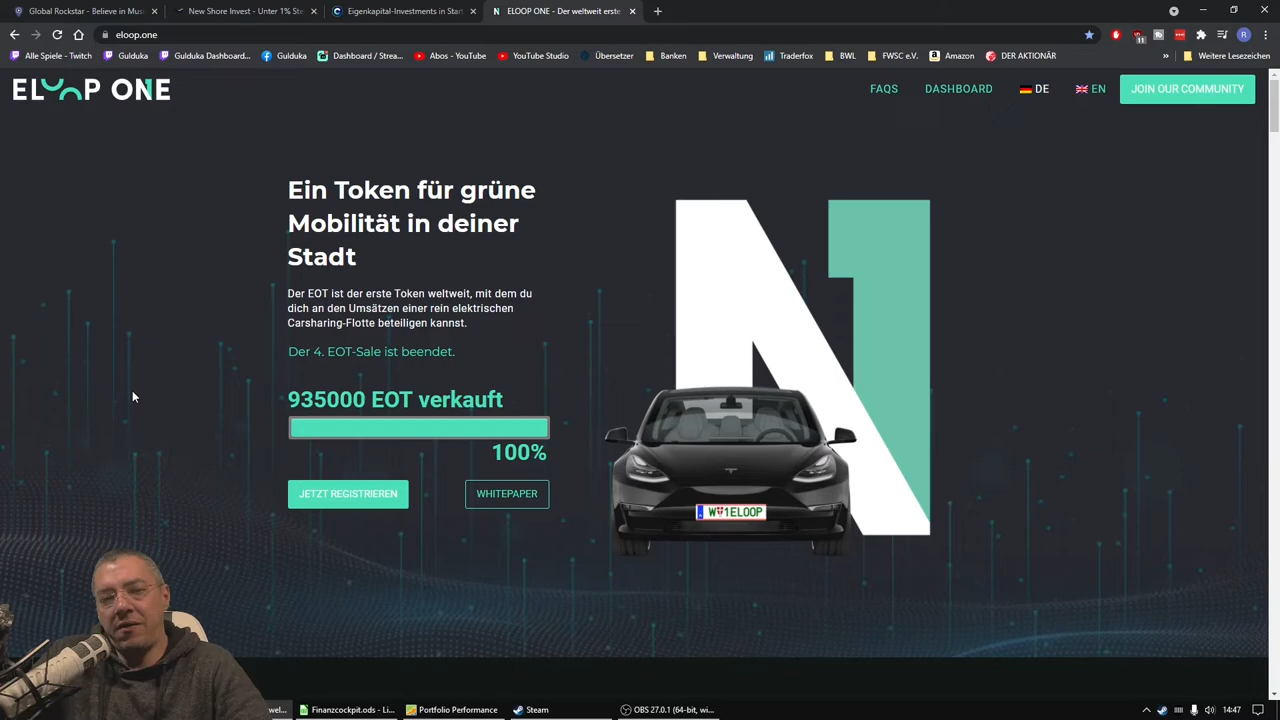 Global Rockstar - Believe in Mus
New Shore Invest - Unter 1% Ste
Eigenkapital-Investments in Start
ELOOP ONE - Der weltweit erste
eloop.one
Alle Spiele - Twitch
Gulduka
Gulduka Dashboard...
Gulduka
Dashboard / Strea...
Abos - YouTube
YouTube Studio
Übersetzer
Banken
Verwaltung
Traderfox
BWL
FWSC e.V.
Amazon
DER AKTIONÄR
»
Weitere Lesezeichen
ELOOP ONE
FAQS
DASHBOARD
DE
EN
JOIN OUR COMMUNITY
Ein Token für grüne
Mobilität in deiner
Stadt
Der EOT ist der erste Token weltweit, mit dem du
dich an den Umsätzen einer rein elektrischen
Carsharing-Flotte beteiligen kannst.
Der 4. EOT-Sale ist beendet.
935000 EOT verkauft
100%
JETZT REGISTRIEREN
WHITEPAPER
N1
W 1ELOOP
wel...
Finanzcockpit.ods - Li...
Portfolio Performance
Steam
OBS 27.0.1 (64-bit, wi...
14:47